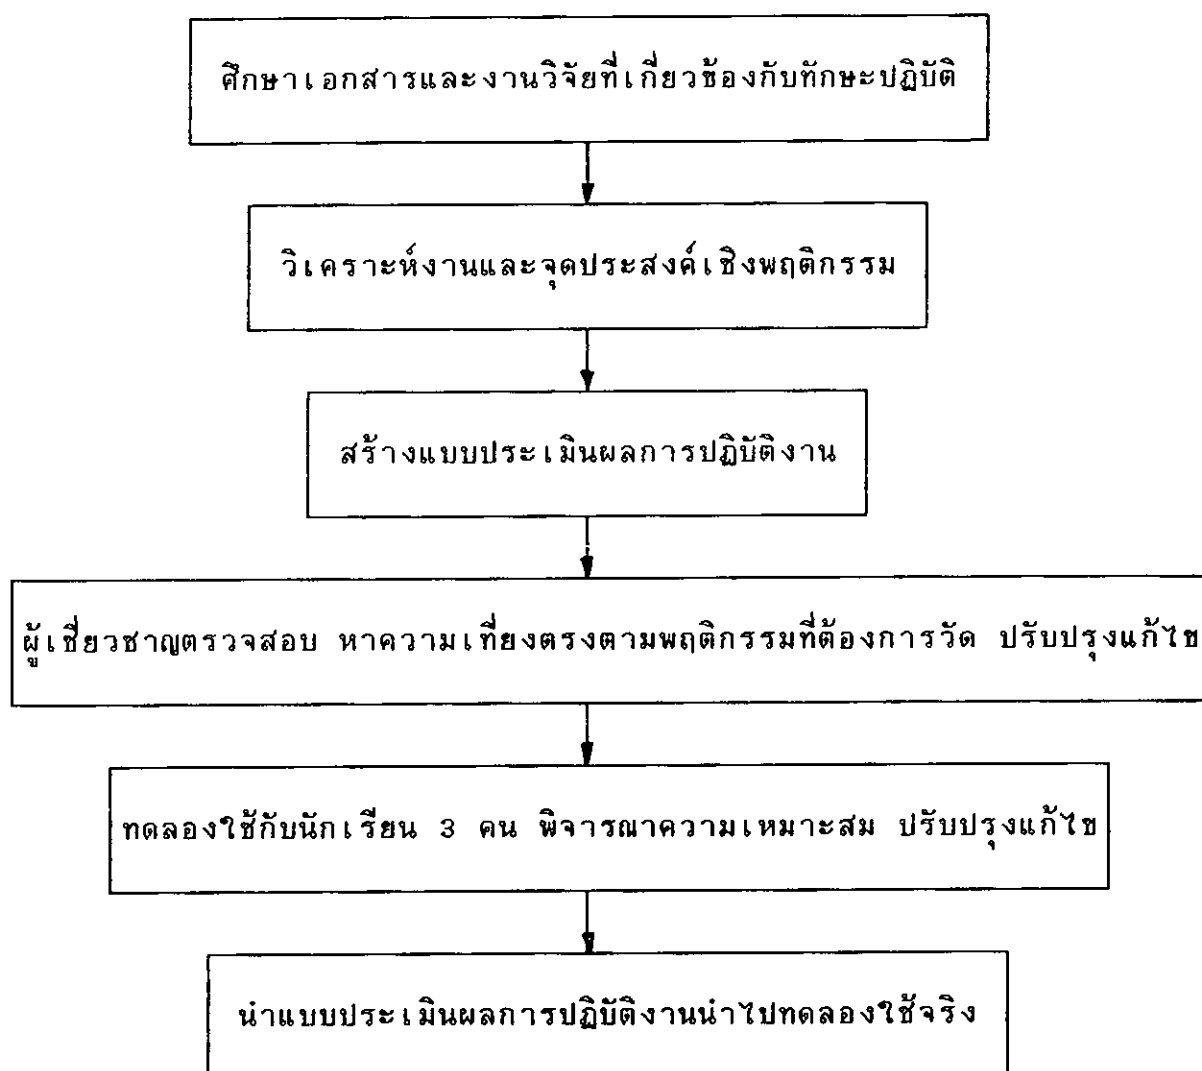 ศึกษาเอกสารและงานวิจัยที่เกี่ยวข้องกับทักษะปฏิบัติ
วิเคราะห์งานและจุดประสงค์เชิงพฤติกรรม
สร้างแบบประเมินผลการปฏิบัติงาน
ผู้เชี่ยวชาญตรวจสอบ หาความเที่ยงตรงตามพฤติกรรมที่ต้องการวัด ปรับปรุงแก้ไข
ทดลองใช้กับนักเรียน 3 คน พิจารณาความเหมาะสม ปรับปรุงแก้ไข
นำแบบประเมินผลการปฏิบัติงานนำไปทดลองใช้จริง